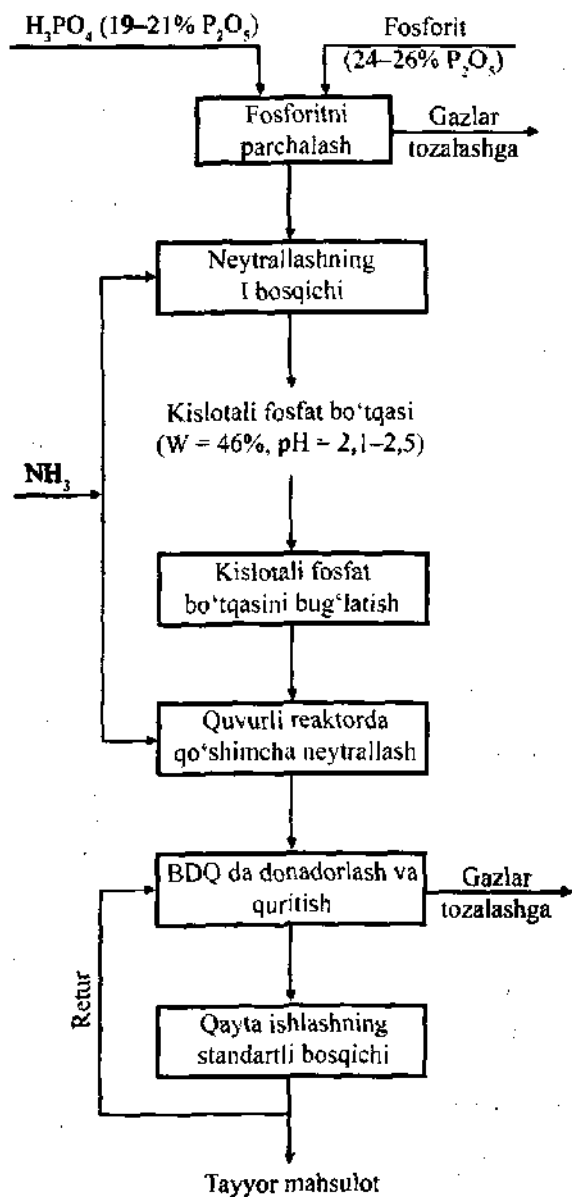 H₃PO₄ (19–21% P₂O₅)
Fosforit
(24–26% P₂O₅)
Fosforitni
parchalash
Gazlar
tozalashga
Neytrallashning
I bosqichi
Kislotali fosfat bo‘tqasi
(W = 46%, pH = 2,1–2,5)
NH₃
Kislotali fosfat
bo‘tqasini bug‘latish
Quvurli reaktorda
qo‘shimcha neytrallash
BDQ da donadorlash va
quritish
Gazlar
tozalashga
Retur
Qayta ishlashning
standartli bosqichi
Tayyor mahsulot